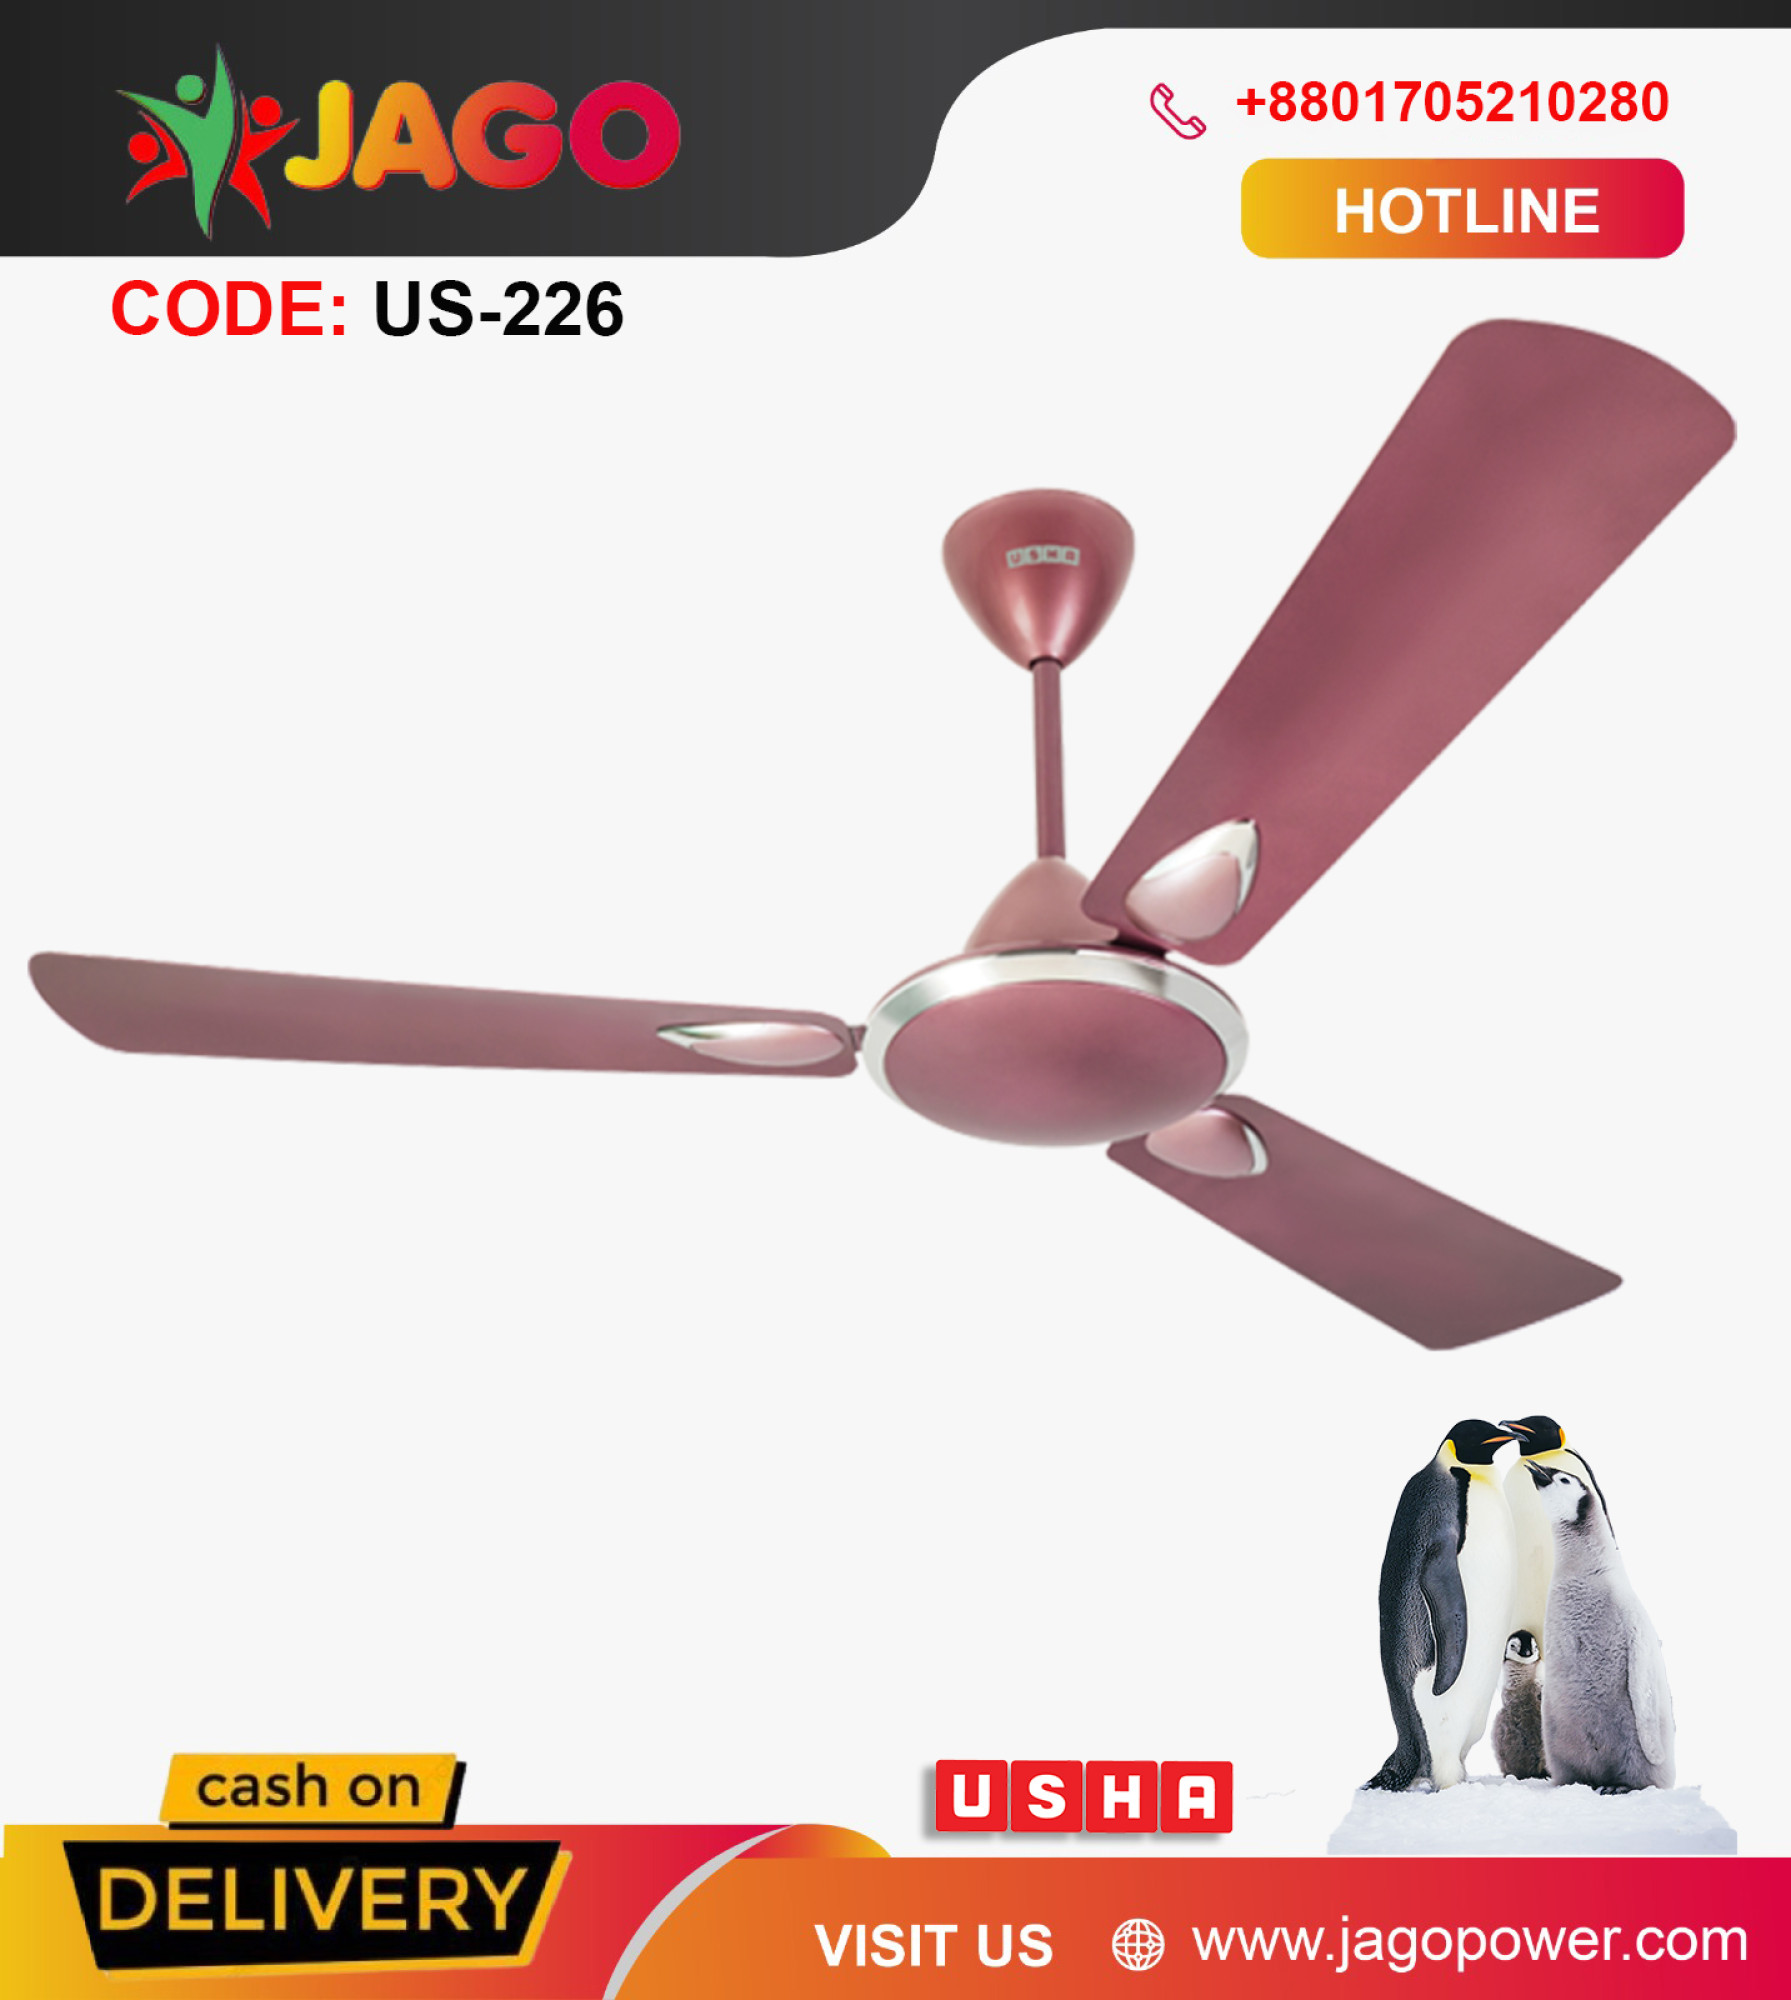 JAGO
+8801705210280
HOTLINE
CODE: US-226
USHA
cash on
DELIVERY
USHA
VISIT US
www.jagopower.com